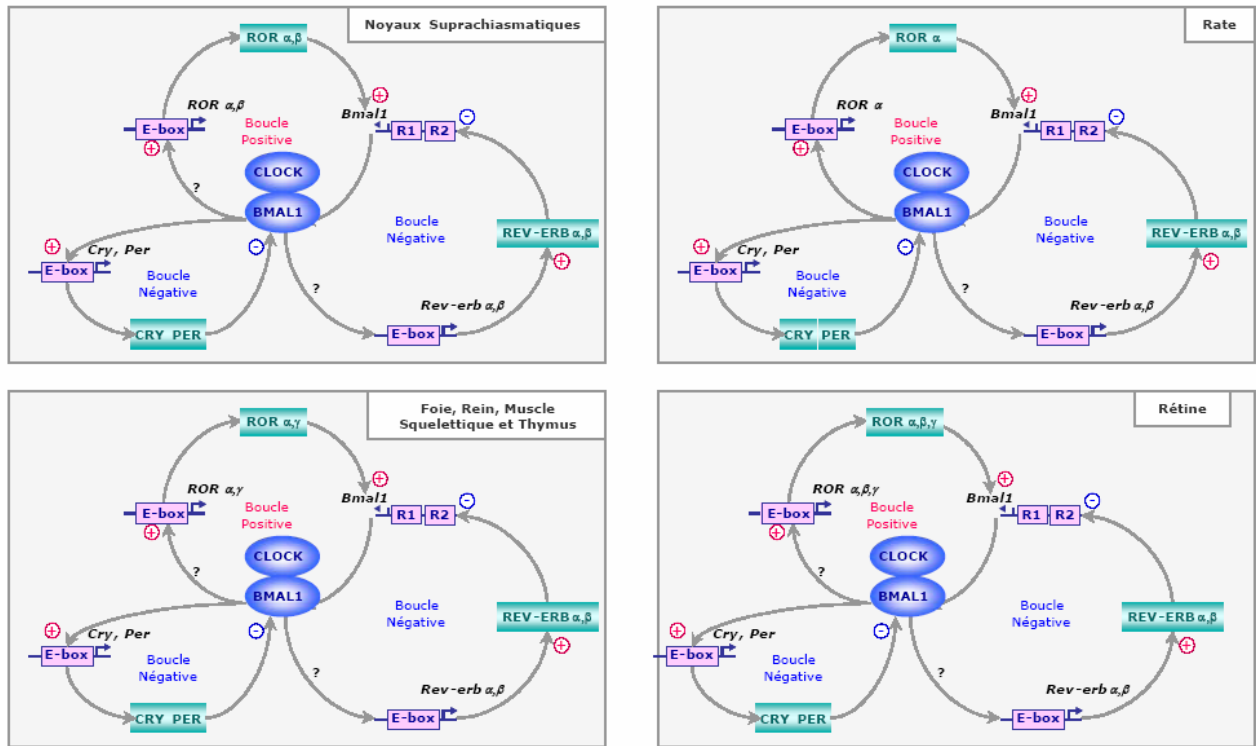 Noyaux Suprachiasmatiques
ROR α,β
ROR α,β
E-box
+
Boucle
Positive
+
Bmal1
R1 R2
-
CLOCK
BMAL1
?
+
Cry, Per
E-box
Boucle
Négative
-
Boucle
Négative
REV-ERB α,β
+
?
CRY PER
Rev-erb α,β
E-box
Rate
ROR α
ROR α
E-box
+
Boucle
Positive
+
Bmal1
R1 R2
-
CLOCK
BMAL1
+
Cry, Per
E-box
Boucle
Négative
-
Boucle
Négative
REV-ERB α,β
+
?
CRY PER
Rev-erb α,β
E-box
Foie, Rein, Muscle
Squelettique et Thymus
ROR α,γ
ROR α,γ
E-box
+
Boucle
Positive
+
Bmal1
R1 R2
-
CLOCK
BMAL1
?
+
Cry, Per
E-box
Boucle
Négative
-
Boucle
Négative
REV-ERB α,β
+
?
CRY PER
Rev-erb α,β
E-box
Rétine
ROR α,β,γ
ROR α,β,γ
E-box
+
Boucle
Positive
+
Bmal1
R1 R2
-
CLOCK
BMAL1
?
+
Cry, Per
E-box
Boucle
Négative
-
Boucle
Négative
REV-ERB α,β
+
?
CRY PER
Rev-erb α,β
E-box